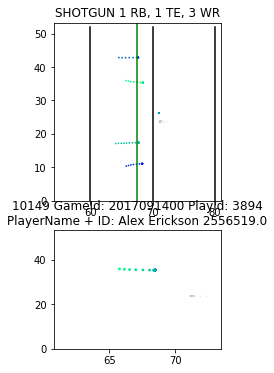 SHOTGUN 1 RB, 1 TE, 3 WR
50
40
30
20
10
0
60 70 80
10149 GameId: 2017091400 PlayId: 3894
PlayerName + ID: Alex Erickson 2556519.0
40
20
0
65 70